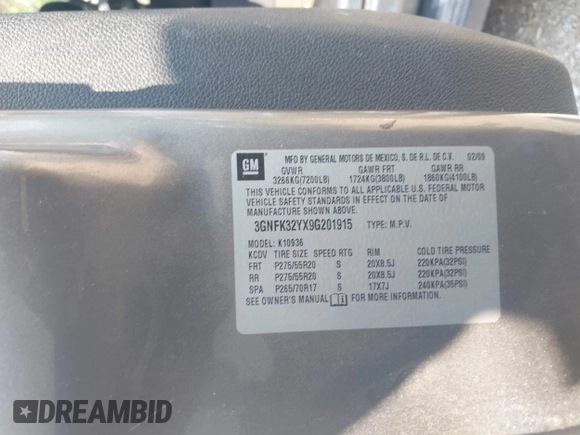 GM
MFD BY GENERAL MOTORS DE MEXICO, S. DE R.L. DE C.V. 02/09
GVWR GAWR FRT GAWR RR
3266KG(7200LB) 1724KG(3800LB) 1860KG(4100LB)
THIS VEHICLE CONFORMS TO ALL APPLICABLE U.S. FEDERAL MOTOR
VEHICLE SAFETY STANDARDS IN EFFECT ON THE DATE OF
MANUFACTURE SHOWN ABOVE.
3GNFK32YX9G201915 TYPE: M.P.V.
MODEL: K10936
KCDV TIRE SIZE SPEED RTG RIM COLD TIRE PRESSURE
FRT P275/55R20 S 20X8.5J 220KPA(32PSI)
RR P275/55R20 S 20X8.5J 220KPA(32PSI)
SPA P265/70R17 S 17X7J 240KPA(35PSI)
SEE OWNER'S MANUAL FOR MORE INFORMATION.
DREAMBID